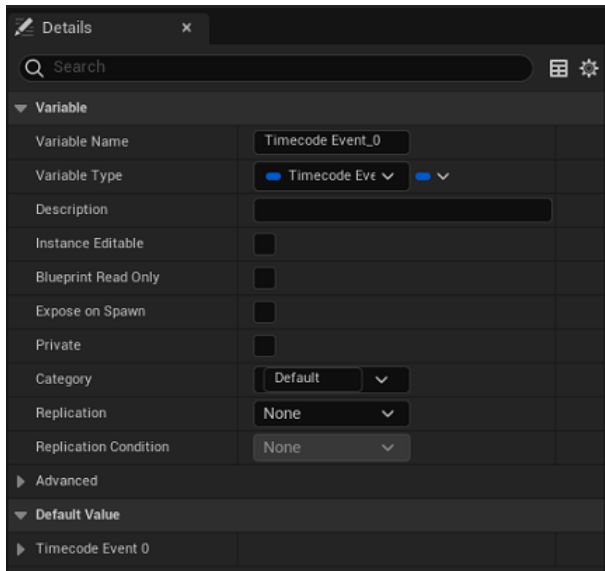 Details
Search
Variable
Variable Name Timecode Event_0
Variable Type Timecode Eve
Description
Instance Editable
Blueprint Read Only
Expose on Spawn
Private
Category Default
Replication None
Replication Condition None
Advanced
Default Value
Timecode Event 0